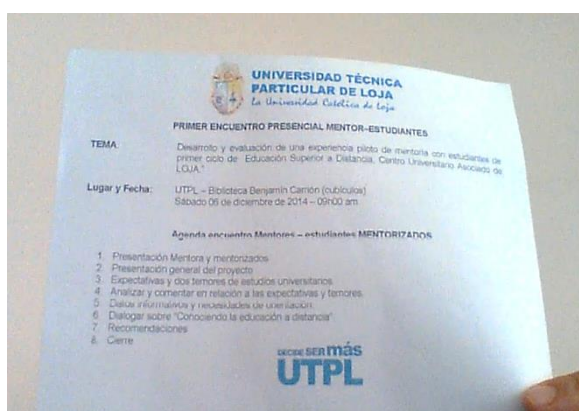 UNIVERSIDAD TÉCNICA
PARTICULAR DE LOJA
La Universidad Católica de Loja
PRIMER ENCUENTRO PRESENCIAL MENTOR–ESTUDIANTES
TEMA Desarrollo y evaluación de una experiencia piloto de mentoría con estudiantes de
primer ciclo de Educación Superior a Distancia, Centro Universitario Asociado de
LOJA."
Lugar y Fecha: UTPL – Biblioteca Benjamín Carrión (cubículos)
Sábado 06 de diciembre de 2014 – 09h00 am
Agenda encuentro Mentores – estudiantes MENTORIZADOS
1. Presentación Mentora y mentorizados
2. Presentación general del proyecto
3. Expectativas y dos temores de estudios universitarios
4. Analizar y comentar en relación a las expectativas y temores.
5. Datos informativos y necesidades de orientación.
6. Dialogar sobre "Conociendo la educación a distancia"
7. Recomendaciones
8. Cierre
DECIDE SER más
UTPL